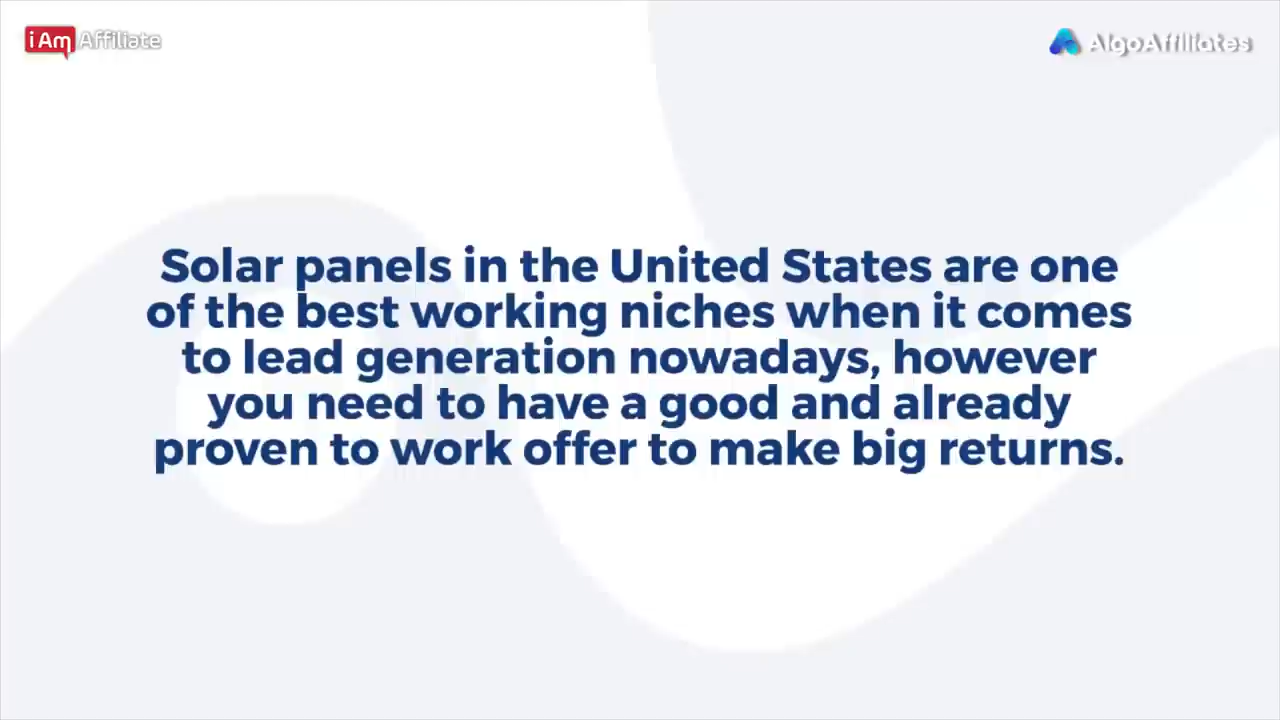 i Am Affiliate
AlgoAffiliates
Solar panels in the United States are one
of the best working niches when it comes
to lead generation nowadays, however
you need to have a good and already
proven to work offer to make big returns.